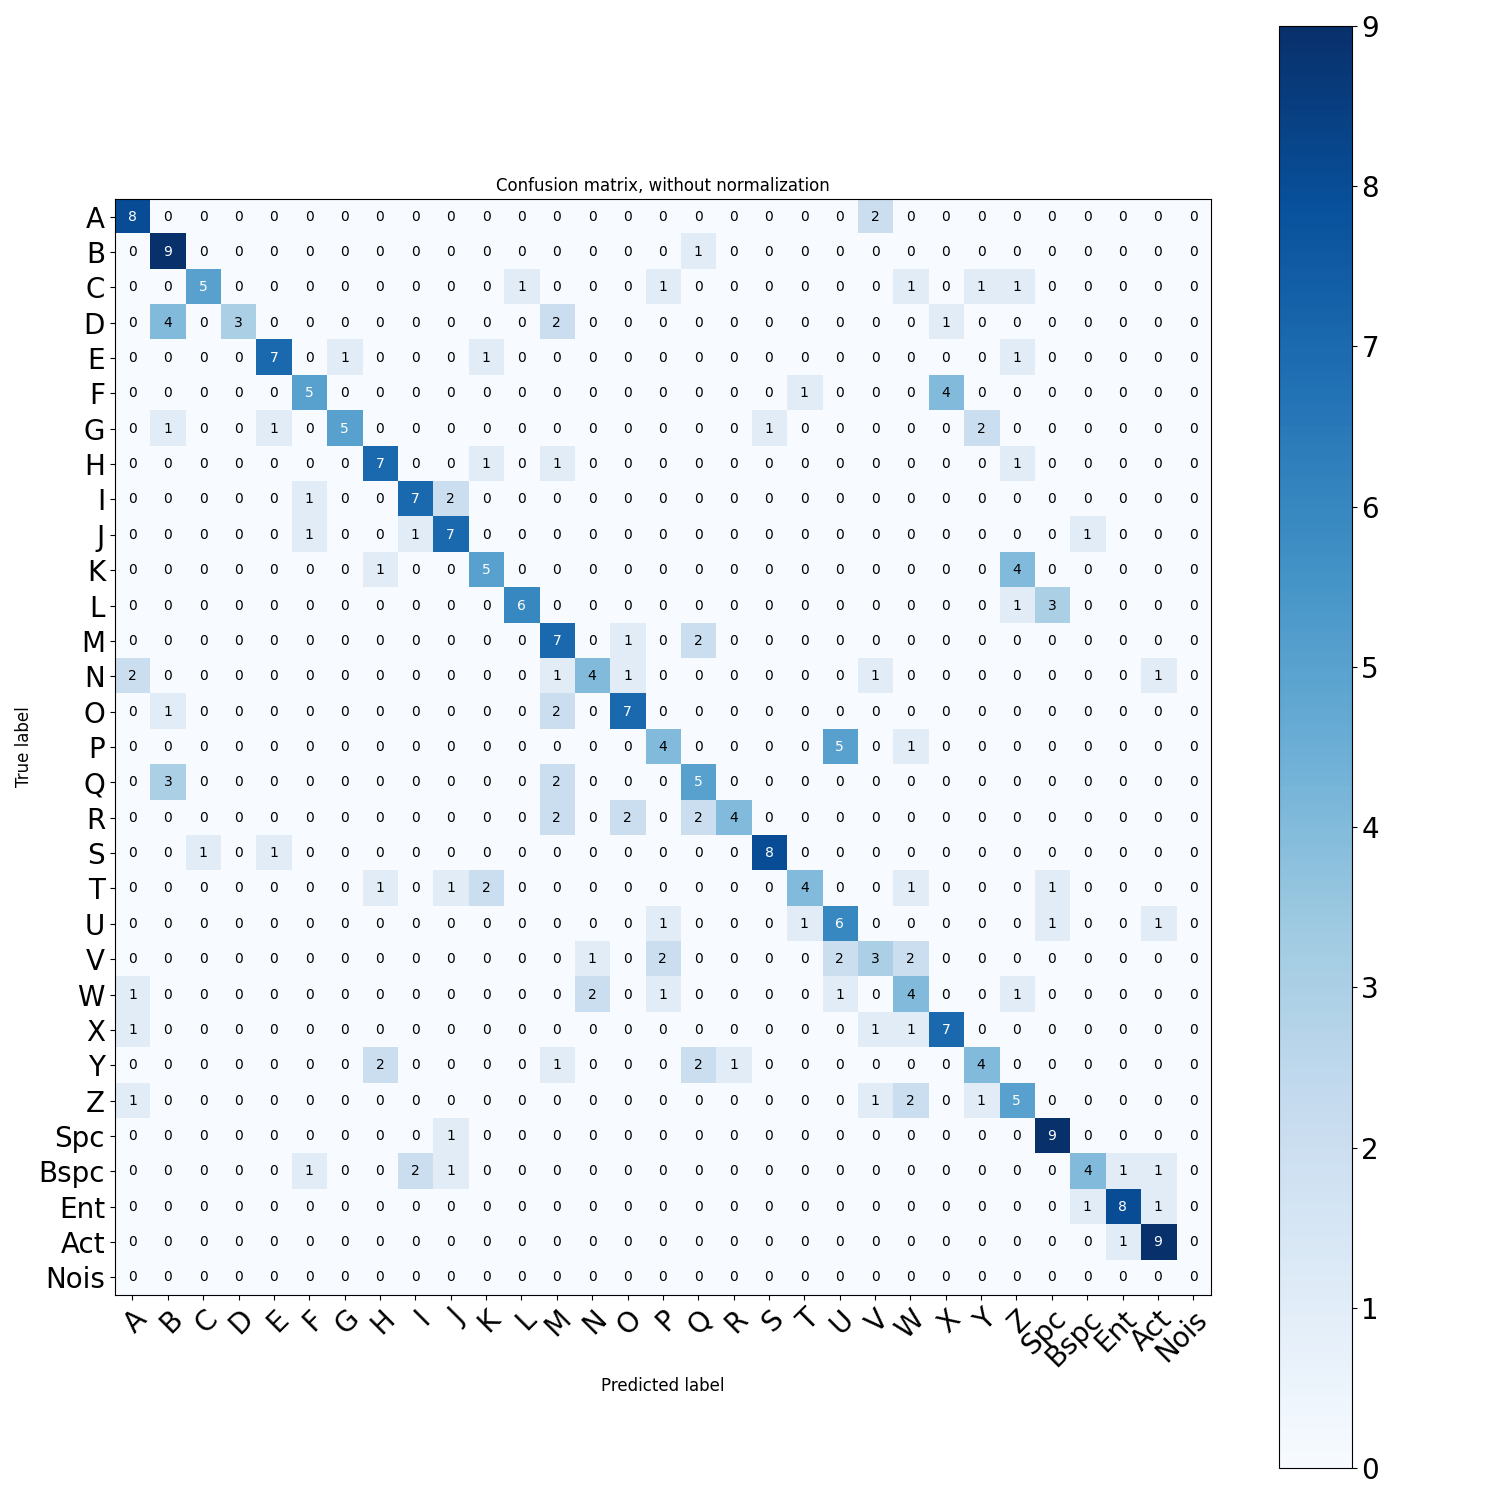 Confusion matrix, without normalization
A 8 0 0 0 0 0 0 0 0 0 0 0 0 0 0 0 0 0 0 0 0 2 0 0 0 0 0 0 0 0 0
B 0 9 0 0 0 0 0 0 0 0 0 0 0 0 0 0 1 0 0 0 0 0 0 0 0 0 0 0 0 0 0
C 0 0 5 0 0 0 0 0 0 0 0 1 0 0 0 1 0 0 0 0 0 0 1 0 1 1 0 0 0 0 0
D 0 4 0 3 0 0 0 0 0 0 0 0 2 0 0 0 0 0 0 0 0 0 0 1 0 0 0 0 0 0 0
E 0 0 0 0 7 0 1 0 0 0 1 0 0 0 0 0 0 0 0 0 0 0 0 0 0 1 0 0 0 0 0
F 0 0 0 0 0 5 0 0 0 0 0 0 0 0 0 0 0 0 0 1 0 0 0 4 0 0 0 0 0 0 0
G 0 1 0 0 1 0 5 0 0 0 0 0 0 0 0 0 0 0 1 0 0 0 0 0 2 0 0 0 0 0 0
H 0 0 0 0 0 0 0 7 0 0 1 0 1 0 0 0 0 0 0 0 0 0 0 0 0 1 0 0 0 0 0
I 0 0 0 0 0 1 0 0 7 2 0 0 0 0 0 0 0 0 0 0 0 0 0 0 0 0 0 0 0 0 0
J 0 0 0 0 0 1 0 0 1 7 0 0 0 0 0 0 0 0 0 0 0 0 0 0 0 0 0 1 0 0 0
K 0 0 0 0 0 0 0 1 0 0 5 0 0 0 0 0 0 0 0 0 0 0 0 0 0 4 0 0 0 0 0
L 0 0 0 0 0 0 0 0 0 0 0 6 0 0 0 0 0 0 0 0 0 0 0 0 0 1 3 0 0 0 0
M 0 0 0 0 0 0 0 0 0 0 0 0 7 0 1 0 2 0 0 0 0 0 0 0 0 0 0 0 0 0 0
N 2 0 0 0 0 0 0 0 0 0 0 0 1 4 1 0 0 0 0 0 0 1 0 0 0 0 0 0 0 1 0
O 0 1 0 0 0 0 0 0 0 0 0 0 2 0 7 0 0 0 0 0 0 0 0 0 0 0 0 0 0 0 0
P 0 0 0 0 0 0 0 0 0 0 0 0 0 0 0 4 0 0 0 0 5 0 1 0 0 0 0 0 0 0 0
Q 0 3 0 0 0 0 0 0 0 0 0 0 2 0 0 0 5 0 0 0 0 0 0 0 0 0 0 0 0 0 0
R 0 0 0 0 0 0 0 0 0 0 0 0 2 0 2 0 2 4 0 0 0 0 0 0 0 0 0 0 0 0 0
S 0 0 1 0 1 0 0 0 0 0 0 0 0 0 0 0 0 0 8 0 0 0 0 0 0 0 0 0 0 0 0
T 0 0 0 0 0 0 0 1 0 1 2 0 0 0 0 0 0 0 0 4 0 0 1 0 0 0 1 0 0 0 0
U 0 0 0 0 0 0 0 0 0 0 0 0 0 0 0 1 0 0 0 1 6 0 0 0 0 0 1 0 0 1 0
V 0 0 0 0 0 0 0 0 0 0 0 0 0 1 0 2 0 0 0 0 2 3 2 0 0 0 0 0 0 0 0
W 1 0 0 0 0 0 0 0 0 0 0 0 0 2 0 1 0 0 0 0 1 0 4 0 0 1 0 0 0 0 0
X 1 0 0 0 0 0 0 0 0 0 0 0 0 0 0 0 0 0 0 0 0 1 1 7 0 0 0 0 0 0 0
Y 0 0 0 0 0 0 0 2 0 0 0 0 1 0 0 0 2 1 0 0 0 0 0 0 4 0 0 0 0 0 0
Z 1 0 0 0 0 0 0 0 0 0 0 0 0 0 0 0 0 0 0 0 0 1 2 0 1 5 0 0 0 0 0
Spc 0 0 0 0 0 0 0 0 0 1 0 0 0 0 0 0 0 0 0 0 0 0 0 0 0 0 9 0 0 0 0
Bspc 0 0 0 0 0 1 0 0 2 1 0 0 0 0 0 0 0 0 0 0 0 0 0 0 0 0 0 4 1 1 0
Ent 0 0 0 0 0 0 0 0 0 0 0 0 0 0 0 0 0 0 0 0 0 0 0 0 0 0 0 1 8 1 0
Act 0 0 0 0 0 0 0 0 0 0 0 0 0 0 0 0 0 0 0 0 0 0 0 0 0 0 0 0 1 9 0
Nois 0 0 0 0 0 0 0 0 0 0 0 0 0 0 0 0 0 0 0 0 0 0 0 0 0 0 0 0 0 0 0
A B C D E F G H I J K L M N O P Q R S T U V W X Y Z Spc Bspc Ent Act Nois
Predicted label
True label
9
8
7
6
5
4
3
2
1
0